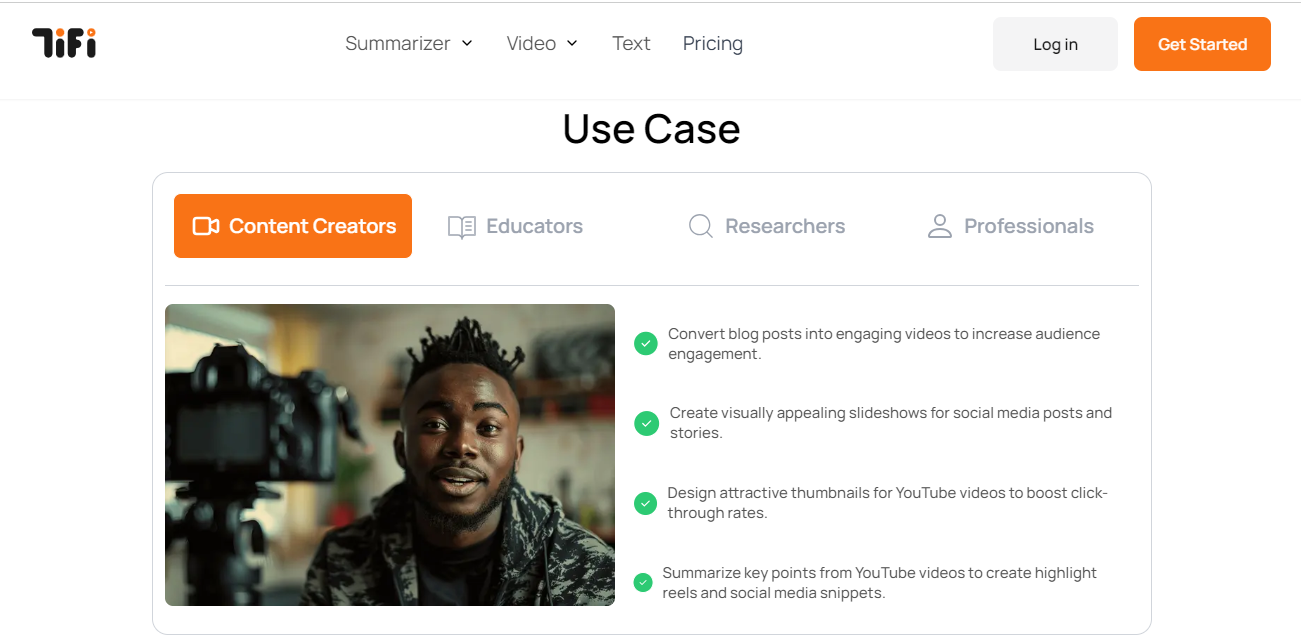 TiFi
Summarizer
Video
Text
Pricing
Log in
Get Started
Use Case
Content Creators
Educators
Researchers
Professionals
Convert blog posts into engaging videos to increase audience
engagement.
Create visually appealing slideshows for social media posts and
stories.
Design attractive thumbnails for YouTube videos to boost click-
through rates.
Summarize key points from YouTube videos to create highlight
reels and social media snippets.